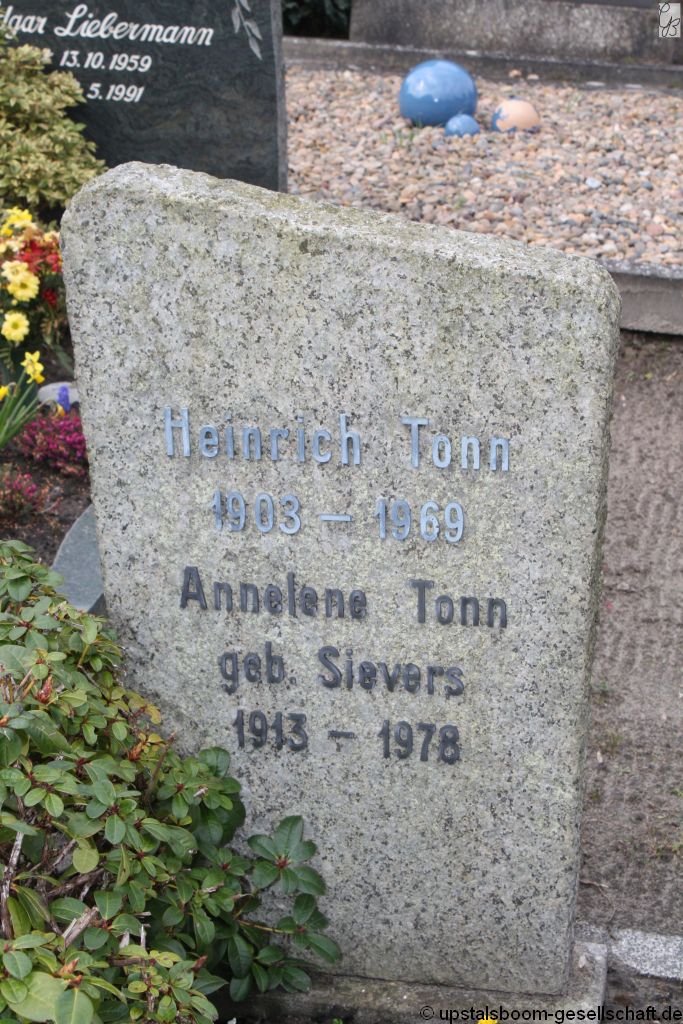 Liebermann
13.10.1959
5.1991
Heinrich Tonn
1903 – 1969
Annelene Tonn
geb. Sievers
1913 – 1978
© upstalsboom-gesellschaft.de